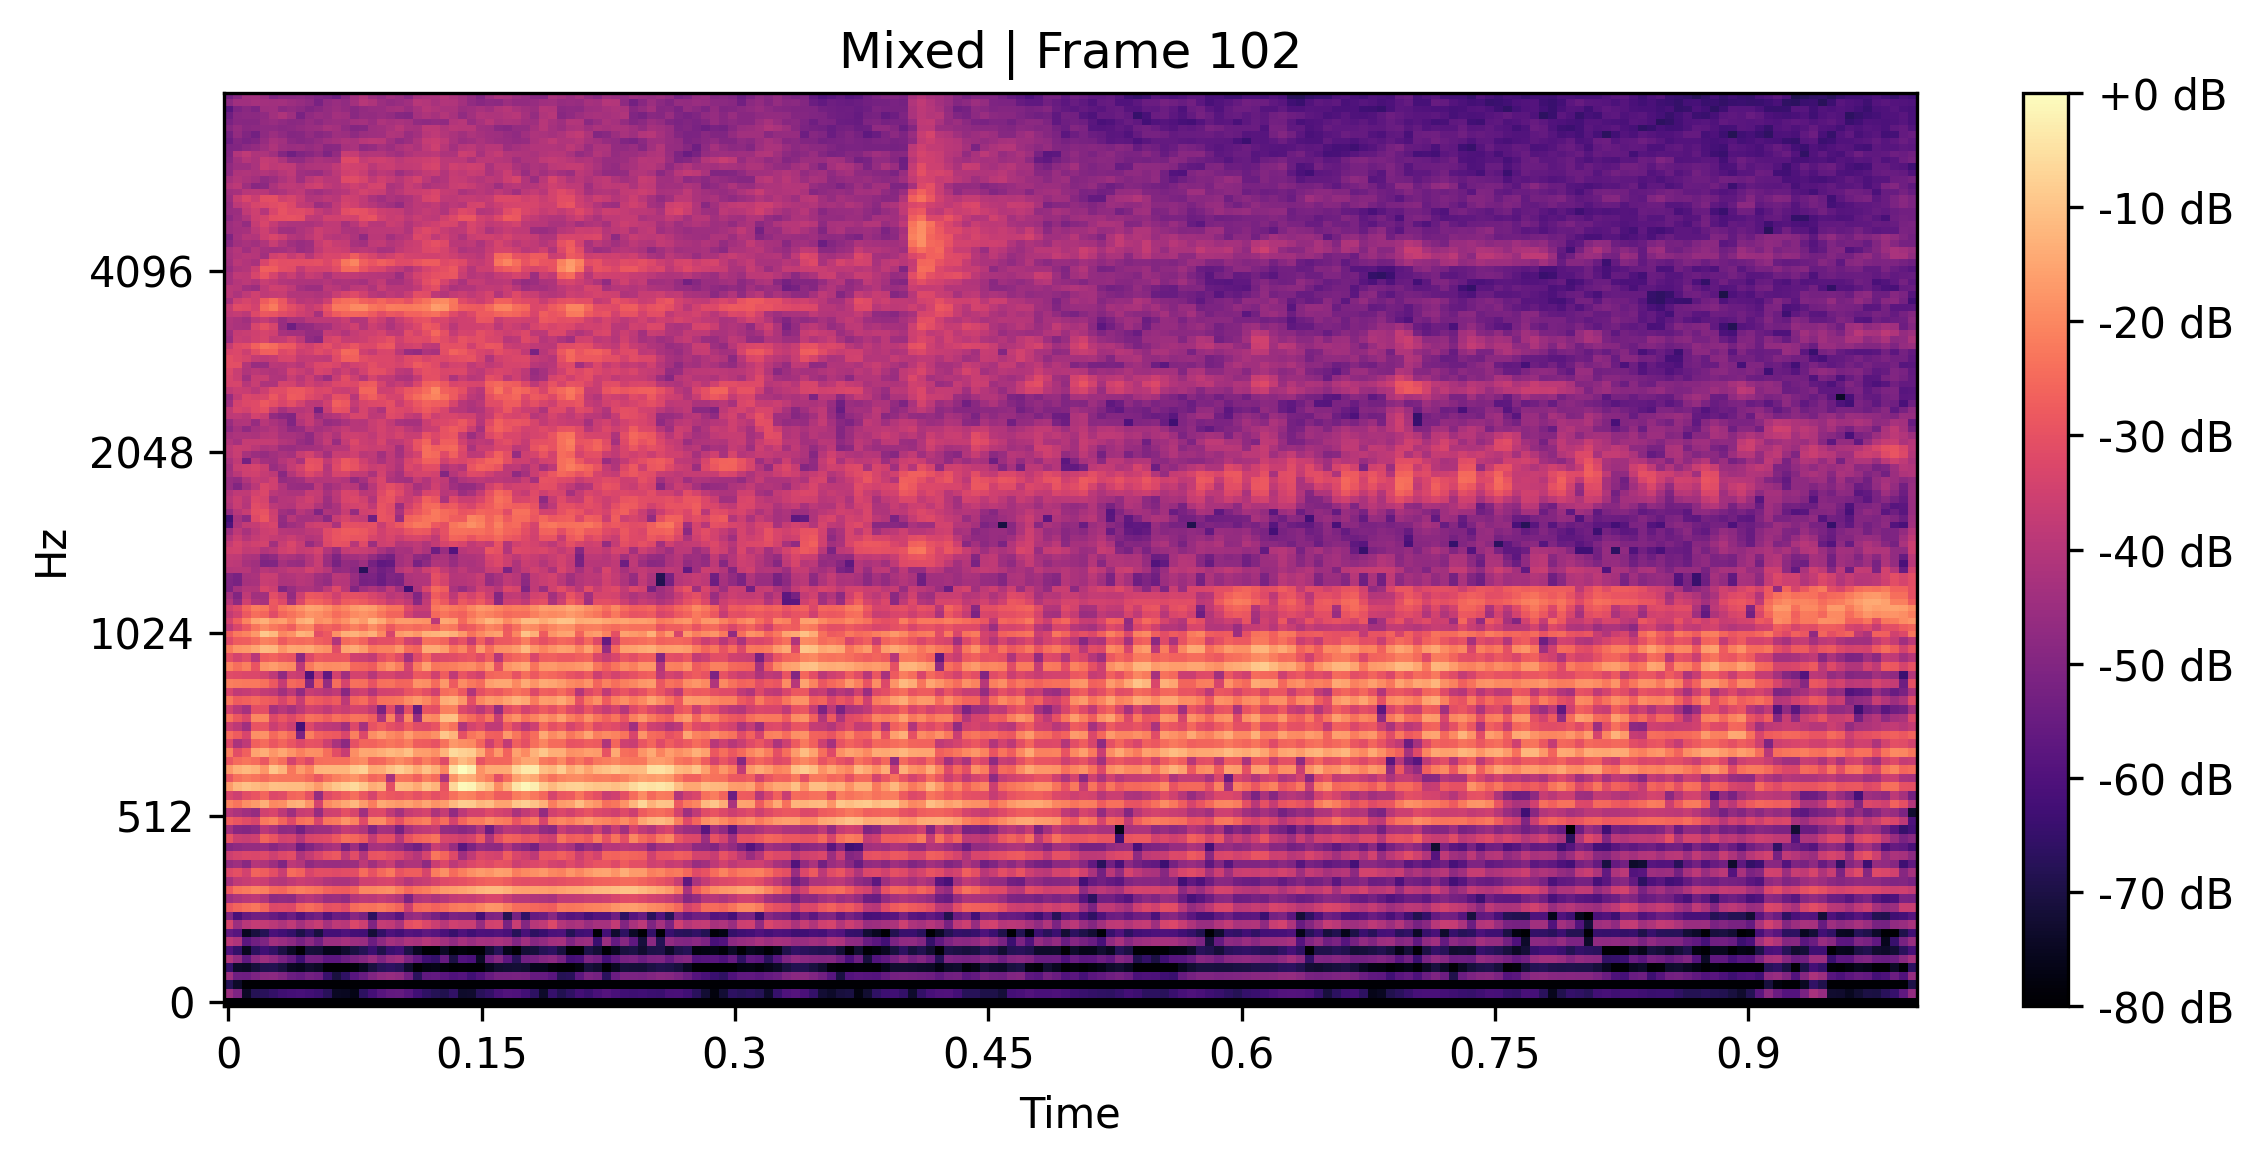 Mixed | Frame 102
Hz
4096
2048
1024
512
0
0 0.15 0.3 0.45 0.6 0.75 0.9
Time
+0 dB
-10 dB
-20 dB
-30 dB
-40 dB
-50 dB
-60 dB
-70 dB
-80 dB